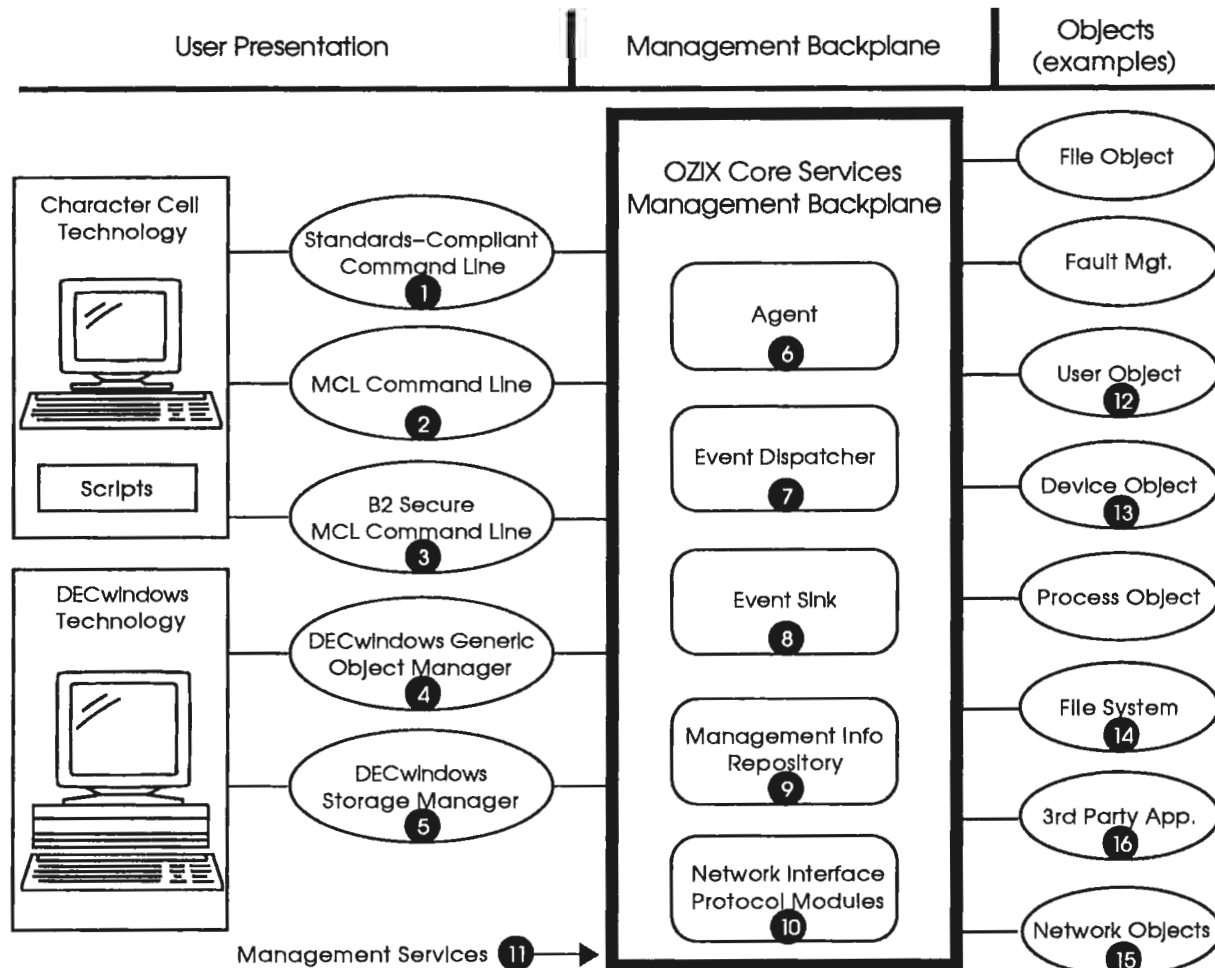 User Presentation
Management Backplane
Objects
(examples)
Character Cell
Technology
Scripts
DECwindows
Technology
Standards-Compliant
Command Line
1
MCL Command Line
2
B2 Secure
MCL Command Line
3
DECwindows Generic
Object Manager
4
DECwindows
Storage Manager
5
Management Services 11
OZIX Core Services
Management Backplane
Agent
6
Event Dispatcher
7
Event Sink
8
Management Info
Repository
9
Network Interface
Protocol Modules
10
File Object
Fault Mgt.
User Object
12
Device Object
13
Process Object
File System
14
3rd Party App.
16
Network Objects
15